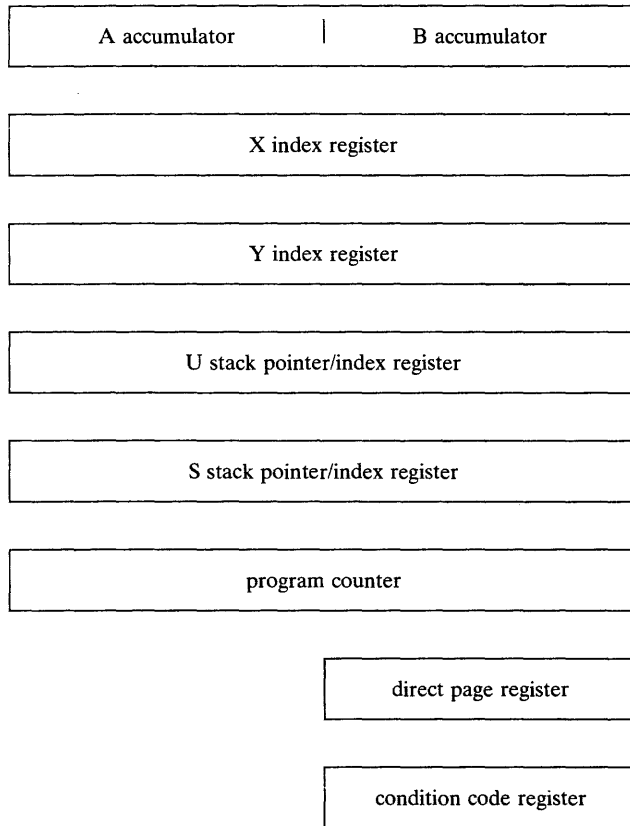 A accumulator B accumulator
X index register
Y index register
U stack pointer/index register
S stack pointer/index register
program counter
direct page register
condition code register